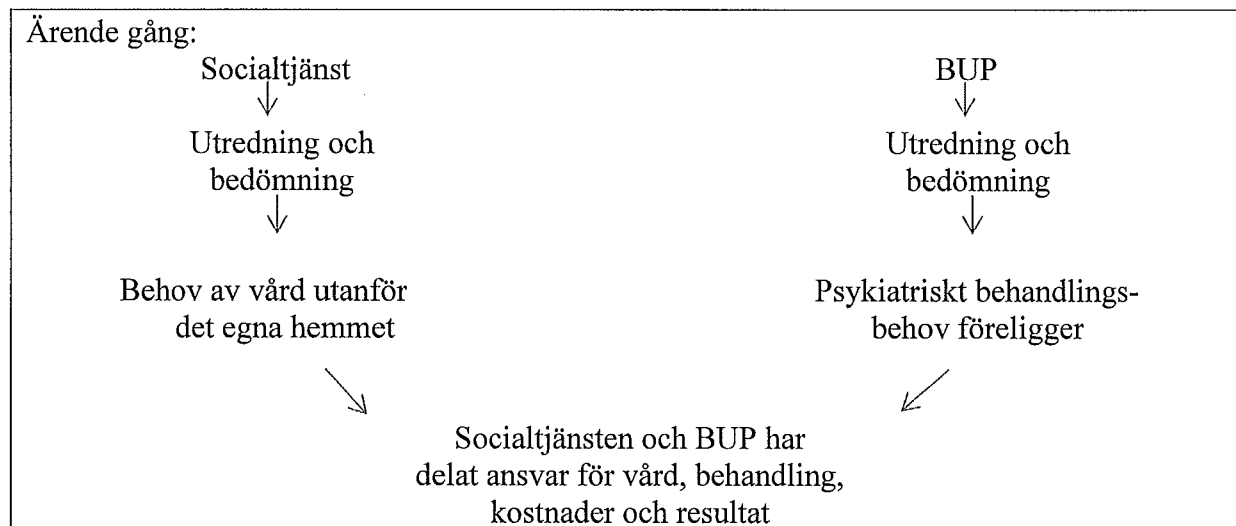 Ärende gång:
Socialtjänst
Utredning och
bedömning
Behov av vård utanför
det egna hemmet
BUP
Utredning och
bedömning
Psykiatriskt behandlings-
behov föreligger
Socialtjänsten och BUP har
delat ansvar för vård, behandling,
kostnader och resultat